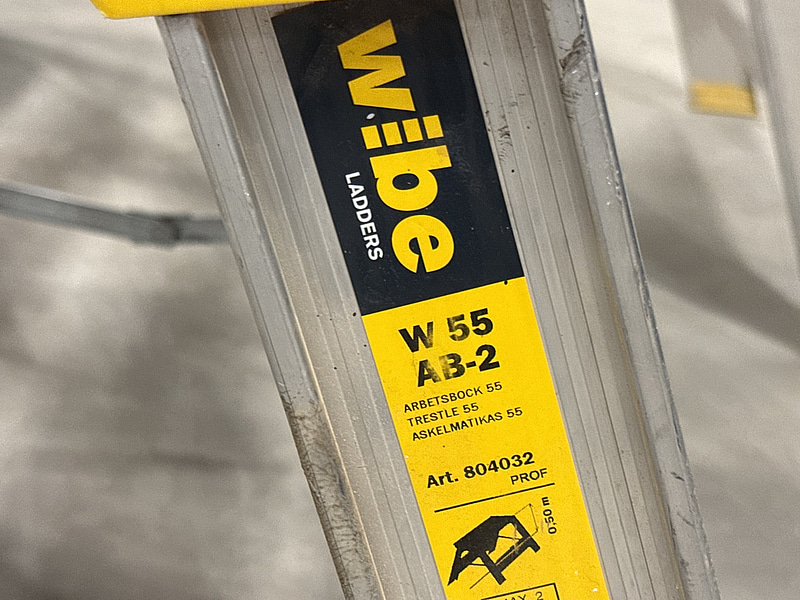 wibe
LADDERS
W 55
AB-2
ARBETSBOCK 55
TRESTLE 55
ASKELMATIKAS 55
Art. 804032
PROF
0,50 m